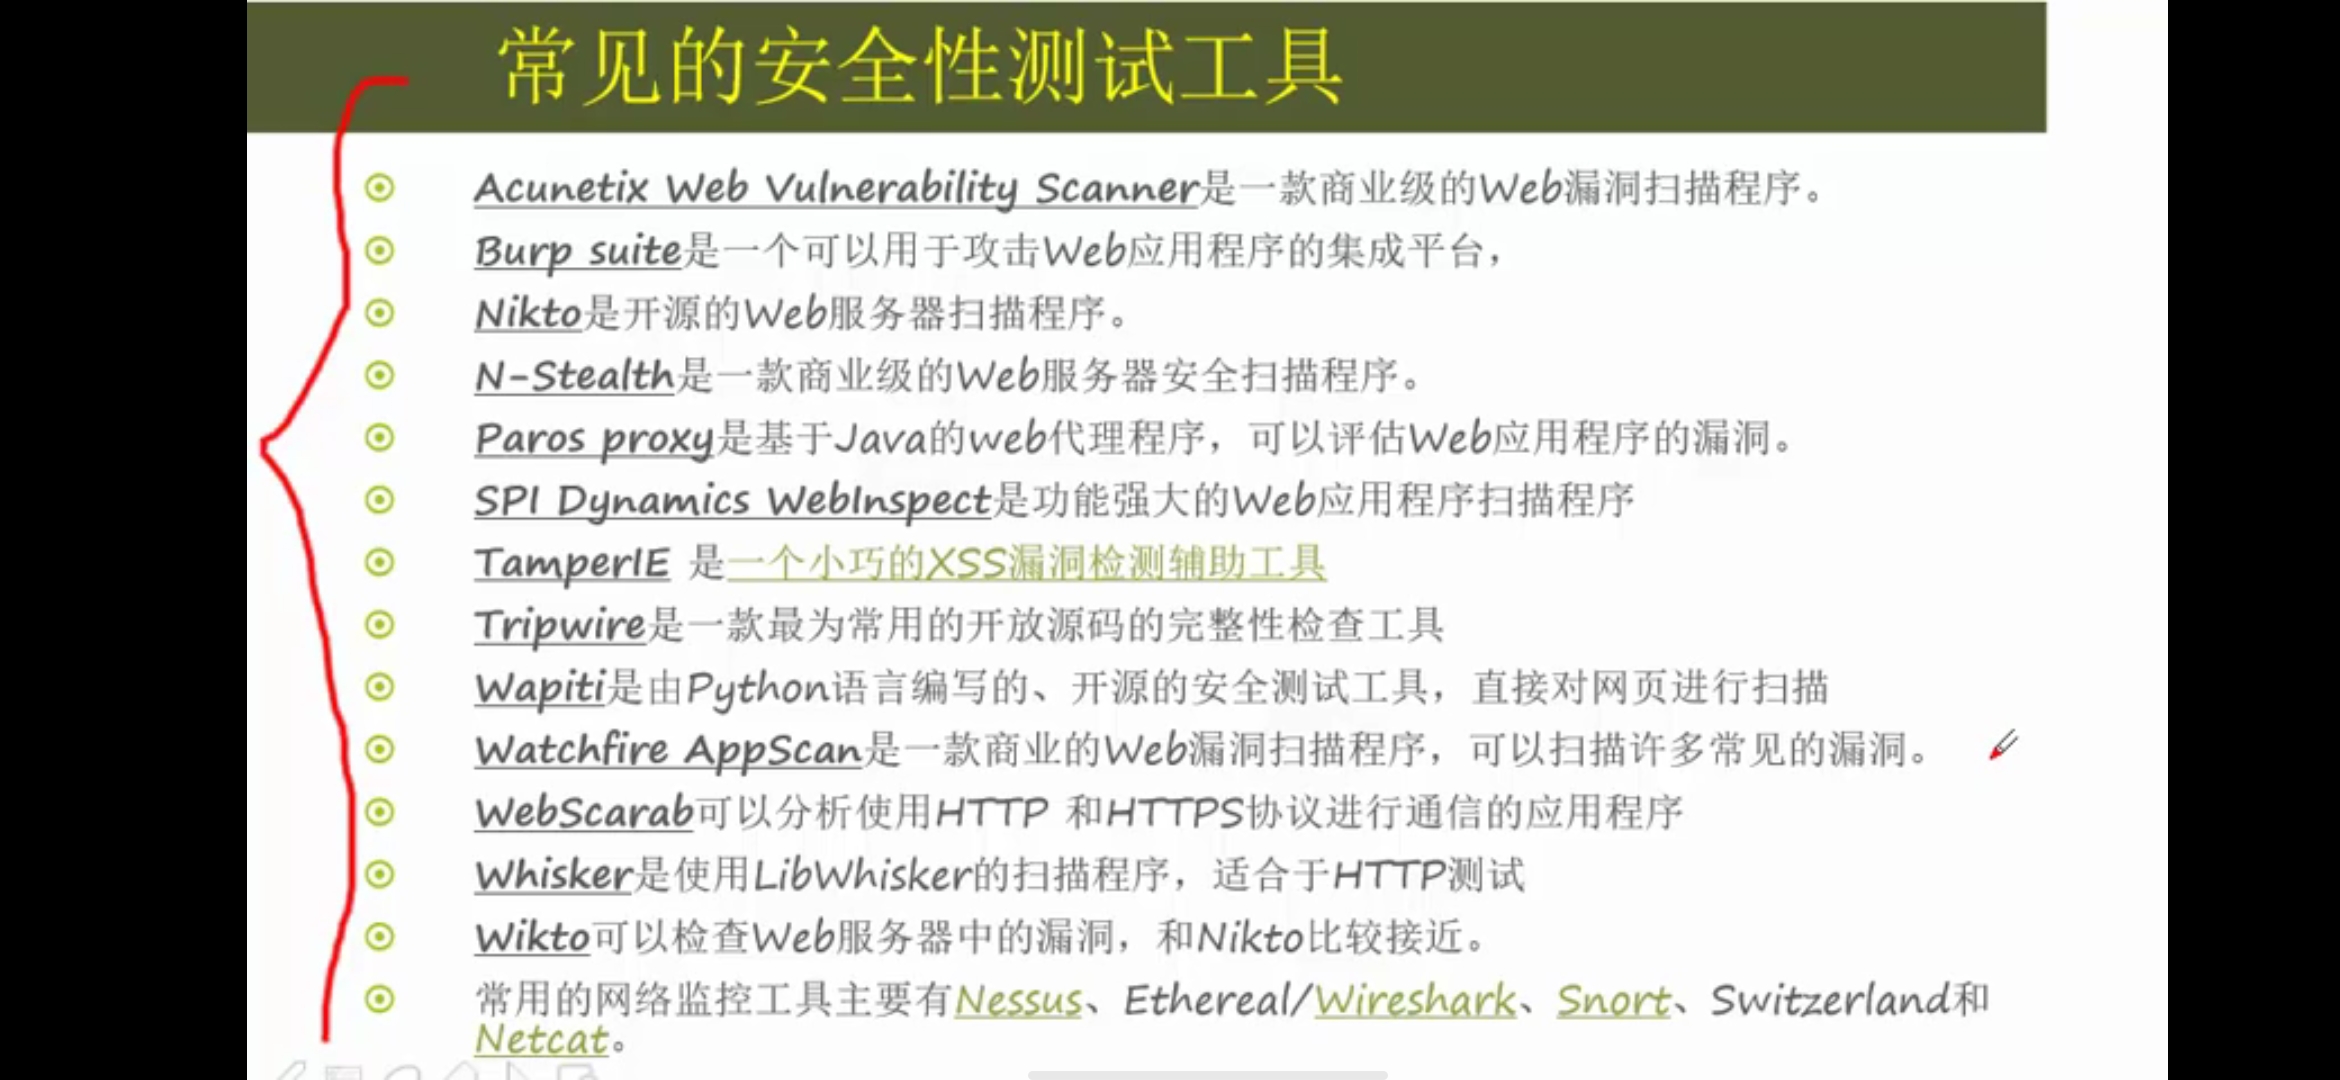 常见的安全性测试工具
Acunetix Web Vulnerability Scanner是一款商业级的Web漏洞扫描程序。
Burp suite是一个可以用于攻击Web应用程序的集成平台，
Nikto是开源的Web服务器扫描程序。
N-Stealth是一款商业级的Web服务器安全扫描程序。
Paros proxy是基于Java的web代理程序，可以评估Web应用程序的漏洞。
SPI Dynamics WebInspect是功能强大的Web应用程序扫描程序
TamperIE 是一个小巧的XSS漏洞检测辅助工具
Tripwire是一款最为常用的开放源码的完整性检查工具
Wapiti是由Python语言编写的、开源的安全测试工具，直接对网页进行扫描
Watchfire AppScan是一款商业的Web漏洞扫描程序，可以扫描许多常见的漏洞。
WebScarab可以分析使用HTTP 和HTTPS协议进行通信的应用程序
Whisker是使用LibWhisker的扫描程序，适合于HTTP测试
Wikto可以检查Web服务器中的漏洞，和Nikto比较接近。
常用的网络监控工具主要有Nessus、Ethereal/Wireshark、Snort、Switzerland和
Netcat。